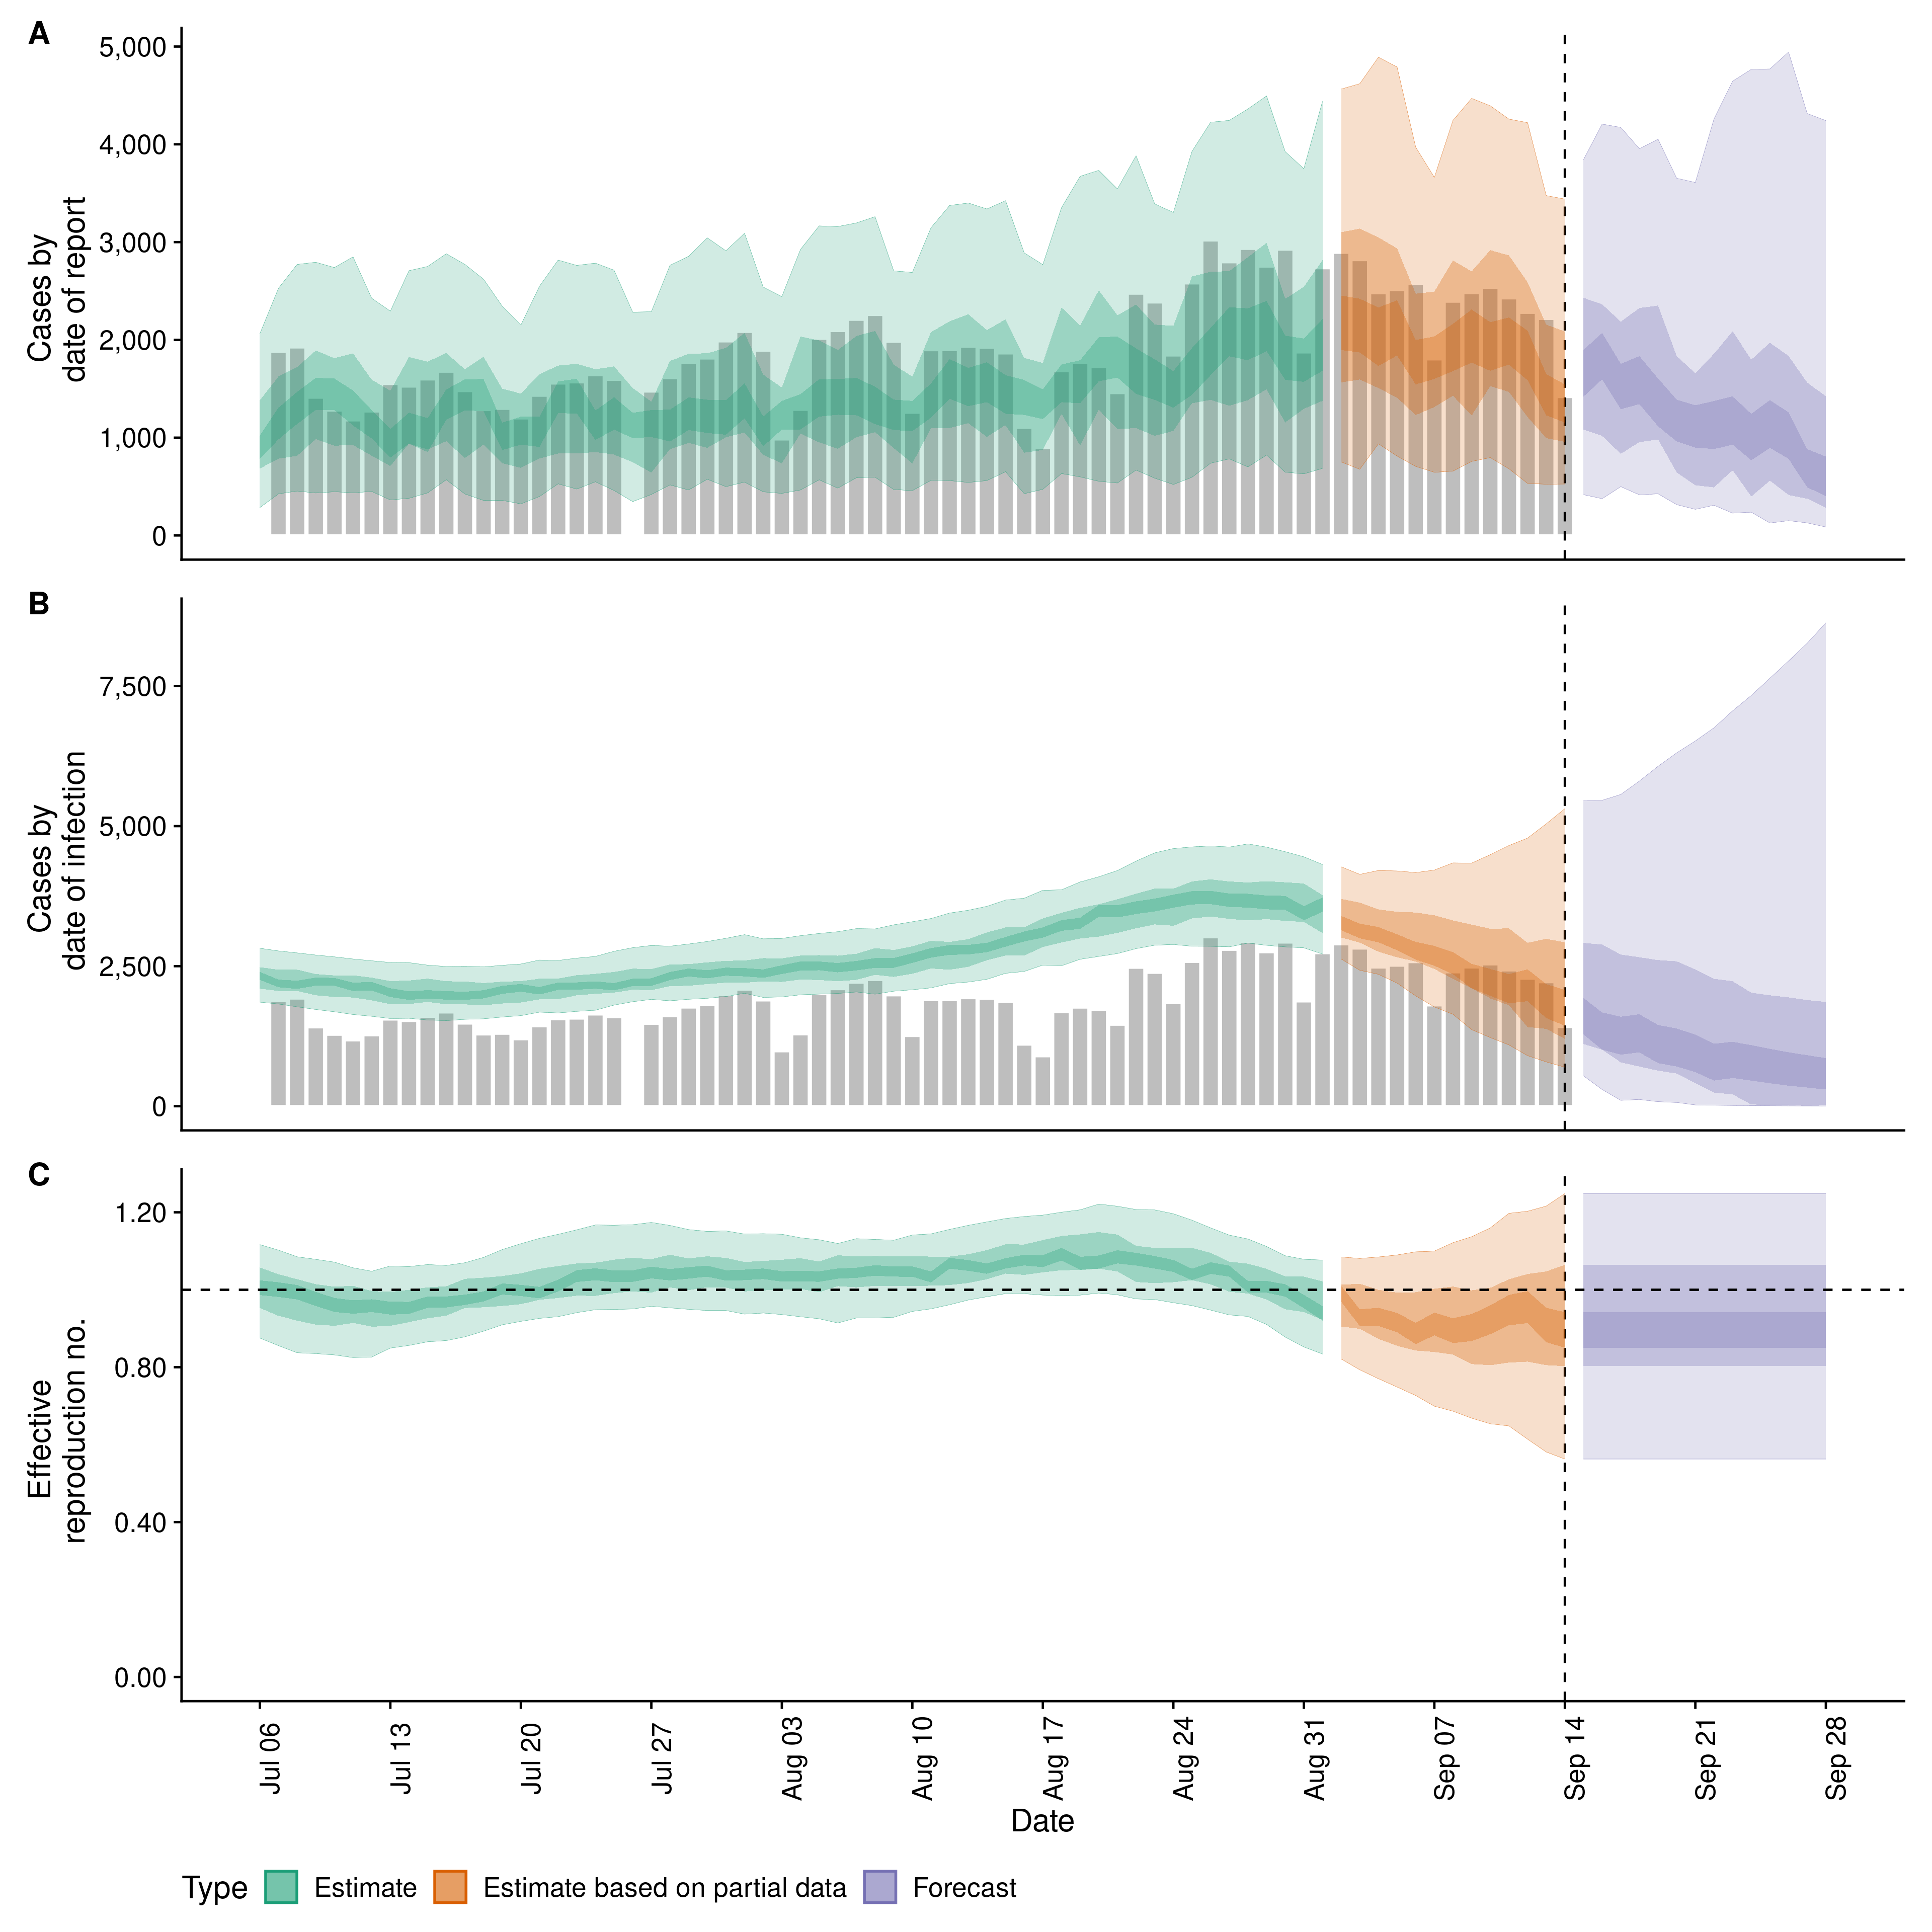 A
5,000
4,000
3,000
2,000
1,000
0
Cases by
date of report
B
7,500
5,000
2,500
0
Cases by
date of infection
C
1.20
0.80
0.40
0.00
Effective
reproduction no.
Jul 06
Jul 13
Jul 20
Jul 27
Aug 03
Aug 10
Aug 17
Aug 24
Aug 31
Sep 07
Sep 14
Sep 21
Sep 28
Date
Type Estimate Estimate based on partial data Forecast